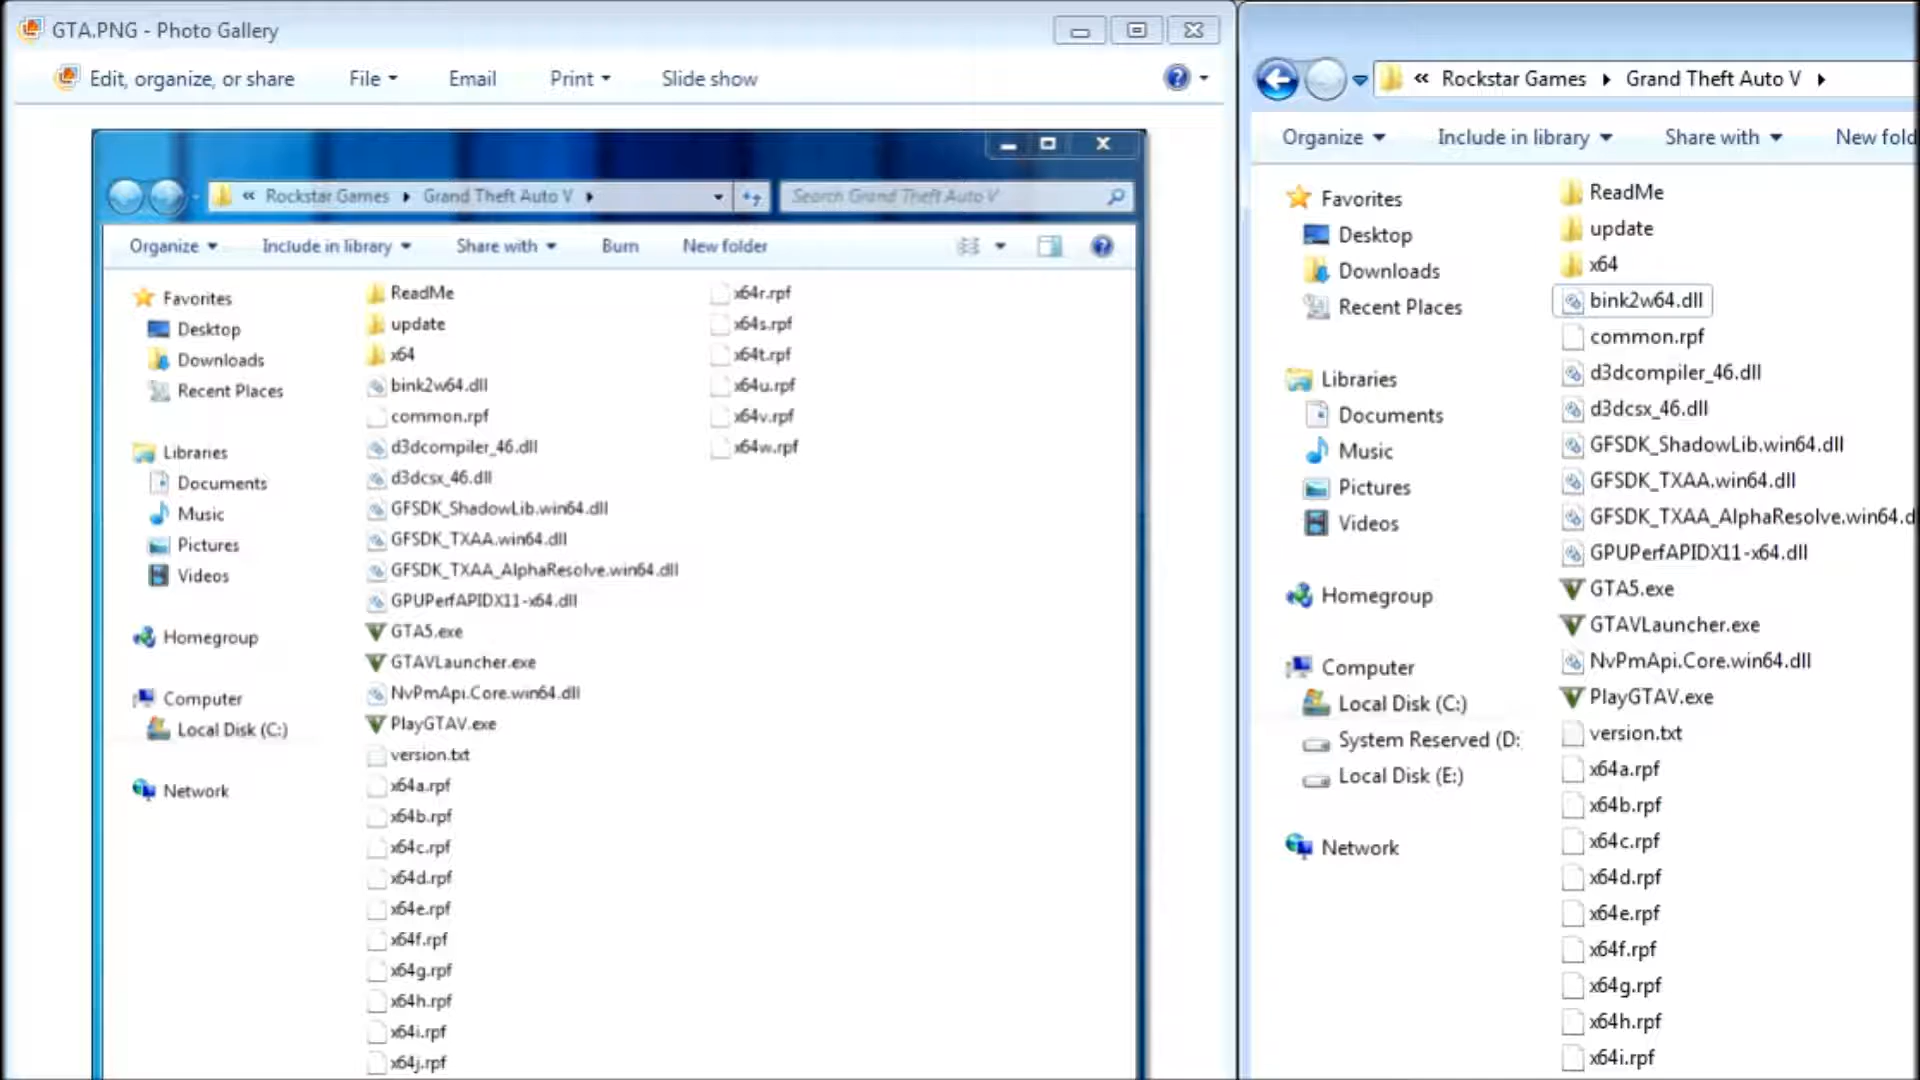 GTA.PNG - Photo Gallery
Edit, organize, or share File Email Print Slide show
« Rockstar Games Grand Theft Auto V Search Grand Theft Auto V
Organize Include in library Share with Burn New folder
Favorites
Desktop
Downloads
Recent Places
Libraries
Documents
Music
Pictures
Videos
Homegroup
Computer
Local Disk (C:)
Network
ReadMe
update
x64
bink2w64.dll
common.rpf
d3dcompiler_46.dll
d3dcsx_46.dll
GFSDK_ShadowLib.win64.dll
GFSDK_TXAA.win64.dll
GFSDK_TXAA_AlphaResolve.win64.dll
GPUPerfAPIDX11-x64.dll
GTA5.exe
GTAVLauncher.exe
NvPmApi.Core.win64.dll
PlayGTAV.exe
version.txt
x64a.rpf
x64b.rpf
x64c.rpf
x64d.rpf
x64e.rpf
x64f.rpf
x64g.rpf
x64h.rpf
x64i.rpf
x64j.rpf
x64r.rpf
x64s.rpf
x64t.rpf
x64u.rpf
x64v.rpf
x64w.rpf
« Rockstar Games Grand Theft Auto V
Organize Include in library Share with New fold
Favorites
Desktop
Downloads
Recent Places
Libraries
Documents
Music
Pictures
Videos
Homegroup
Computer
Local Disk (C:)
System Reserved (D:
Local Disk (E:)
Network
ReadMe
update
x64
bink2w64.dll
common.rpf
d3dcompiler_46.dll
d3dcsx_46.dll
GFSDK_ShadowLib.win64.dll
GFSDK_TXAA.win64.dll
GFSDK_TXAA_AlphaResolve.win64.d
GPUPerfAPIDX11-x64.dll
GTA5.exe
GTAVLauncher.exe
NvPmApi.Core.win64.dll
PlayGTAV.exe
version.txt
x64a.rpf
x64b.rpf
x64c.rpf
x64d.rpf
x64e.rpf
x64f.rpf
x64g.rpf
x64h.rpf
x64i.rpf